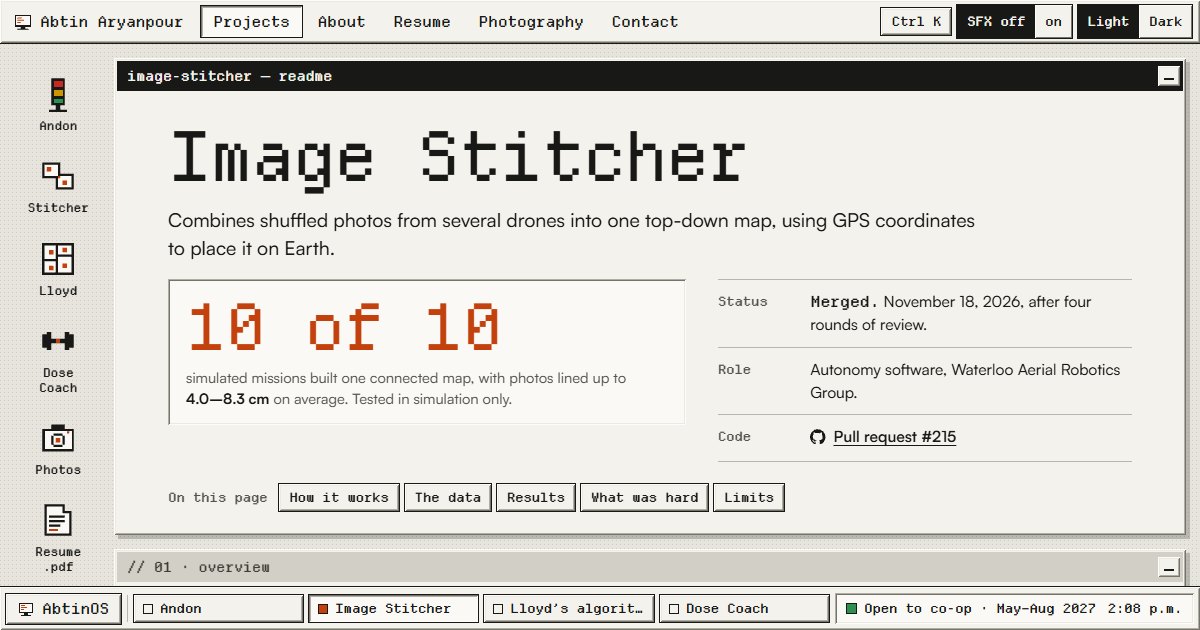 Abtin Aryanpour Projects About Resume Photography Contact Ctrl K SFX off on Light Dark
image-stitcher — readme
Andon
Stitcher
Lloyd
Dose
Coach
Photos
Resume
.pdf
Image Stitcher
Combines shuffled photos from several drones into one top-down map, using GPS coordinates
to place it on Earth.
10 of 10
simulated missions built one connected map, with photos lined up to
4.0–8.3 cm on average. Tested in simulation only.
Status Merged. November 18, 2026, after four
rounds of review.
Role Autonomy software, Waterloo Aerial Robotics
Group.
Code Pull request #215
On this page How it works The data Results What was hard Limits
// 01 · overview
AbtinOS Andon Image Stitcher Lloyd’s algorit… Dose Coach Open to co-op · May–Aug 2027 2:08 p.m.